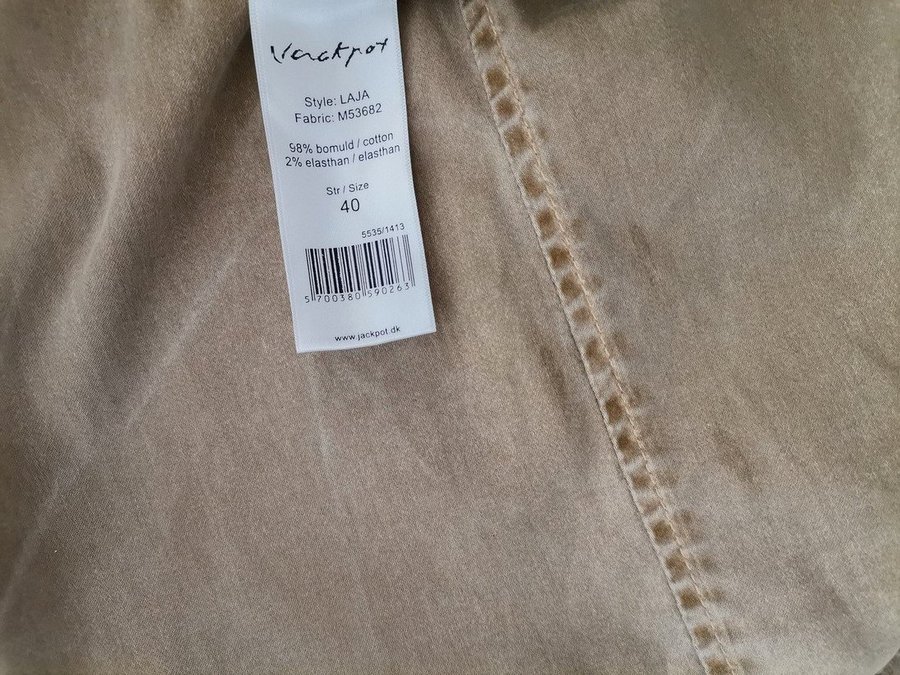 Jackpot
Style: LAJA
Fabric: M53682
98% bomuld / cotton
2% elasthan / elasthan
Str / Size
40
5535/1413
5 700380 590263
www.jackpot.dk